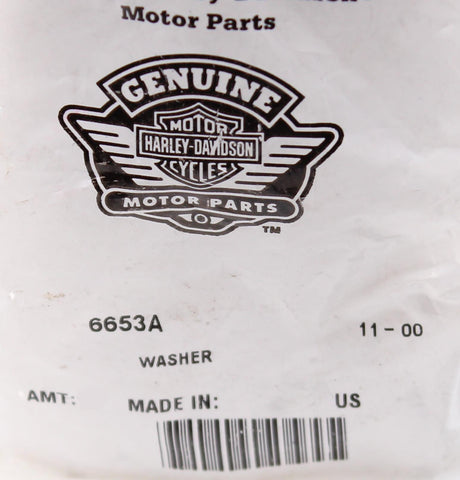 Motor Parts
GENUINE
MOTOR
HARLEY-DAVIDSON
CYCLES
MOTOR PARTS
TM
6653A 11-00
WASHER
AMT: MADE IN: US